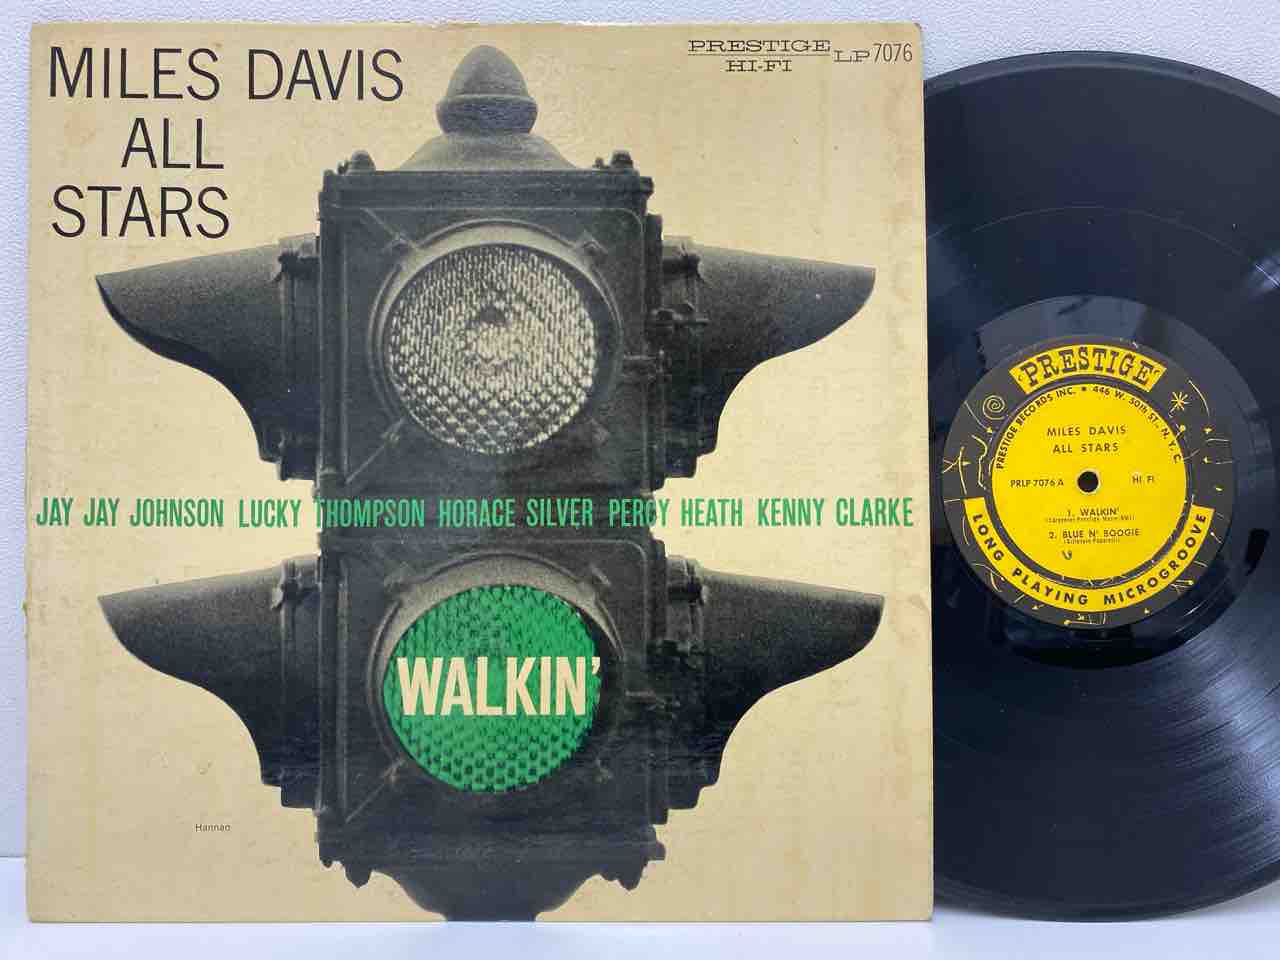 MILES DAVIS
ALL
STARS
PRESTIGE
HI-FI
LP 7076
JAY JAY JOHNSON LUCKY THOMPSON HORACE SILVER PERCY HEATH KENNY CLARKE
WALKIN'
Hannan
PRESTIGE
PRESTIGE RECORDS INC. • 446 W. 50th ST., N.Y.C.
MILES DAVIS
ALL STARS
PRLP 7076 A
HI FI
1. WALKIN'
2. BLUE N' BOOGIE
LONG PLAYING MICROGROOVE